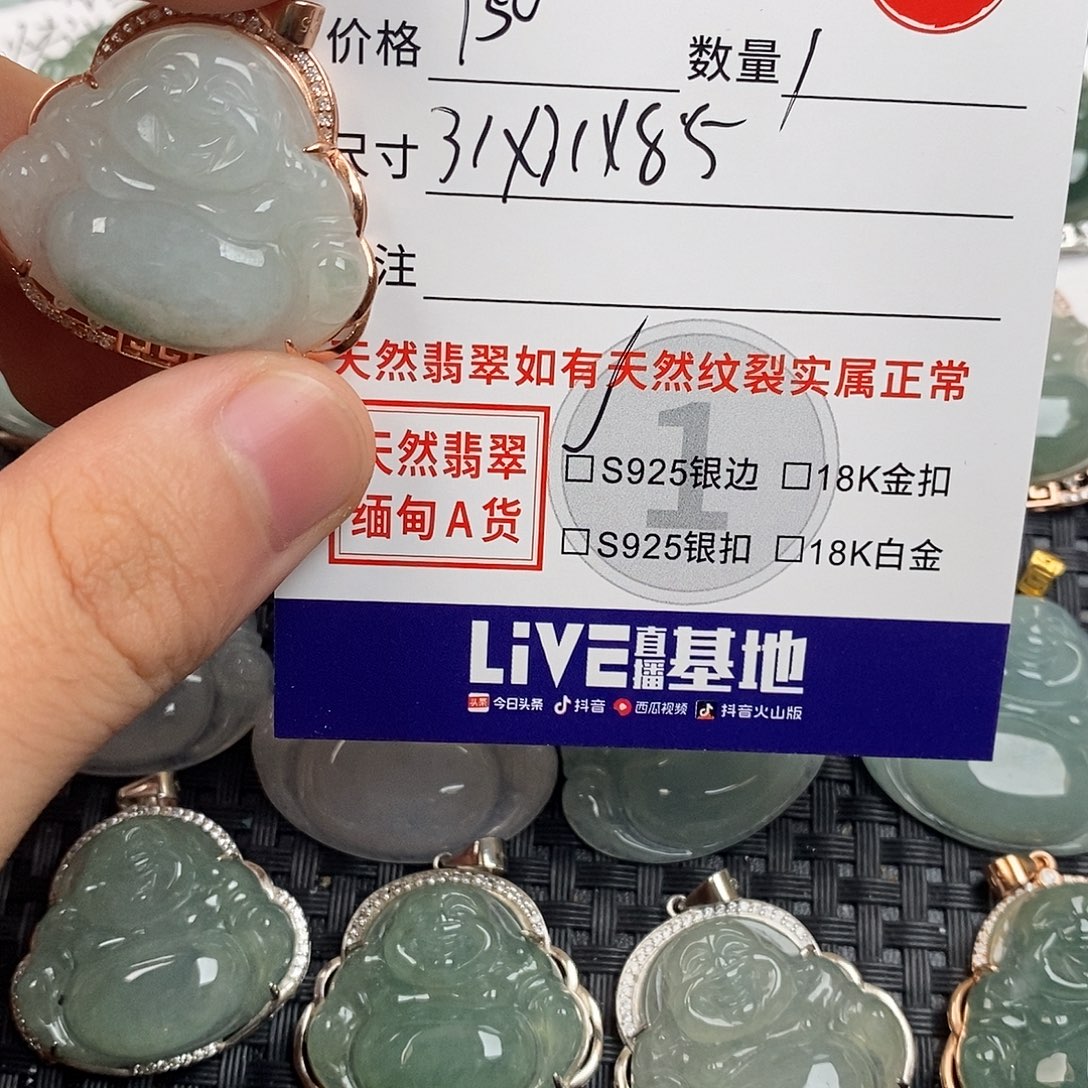 价格 150 数量 1
尺寸 31X21X85
注
天然翡翠如有天然纹裂实属正常
天然翡翠
缅甸A货
1
S925银边 18K金扣
S925银扣 18K白金
LiVE直播基地
头条 今日头条 抖音 西瓜视频 抖音火山版